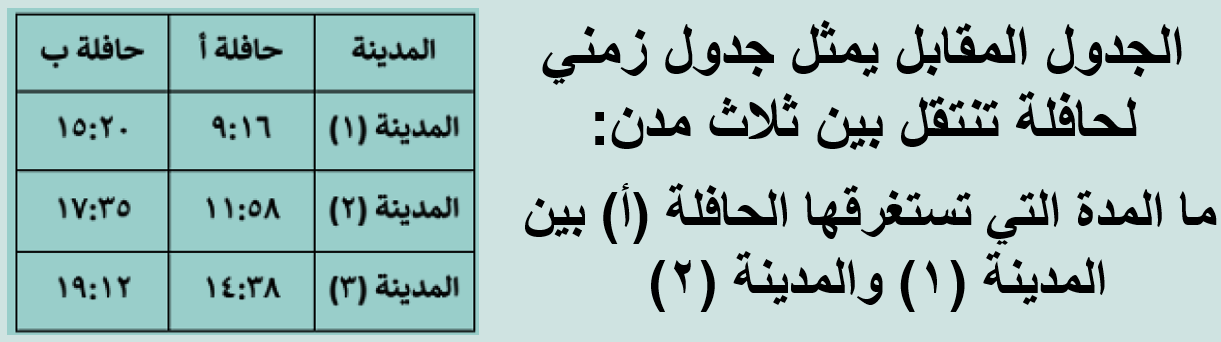 الجدول المقابل يمثل جدول زمني
لحافلة تنتقل بين ثلاث مدن:
ما المدة التي تستغرقها الحافلة (أ) بين
المدينة (١) والمدينة (٢)
المدينة حافلة أ حافلة ب
المدينة (١) ٩:١٦ ١٥:٢٠
المدينة (٢) ١١:٥٨ ١٧:٣٥
المدينة (٣) ١٤:٣٨ ١٩:١٢